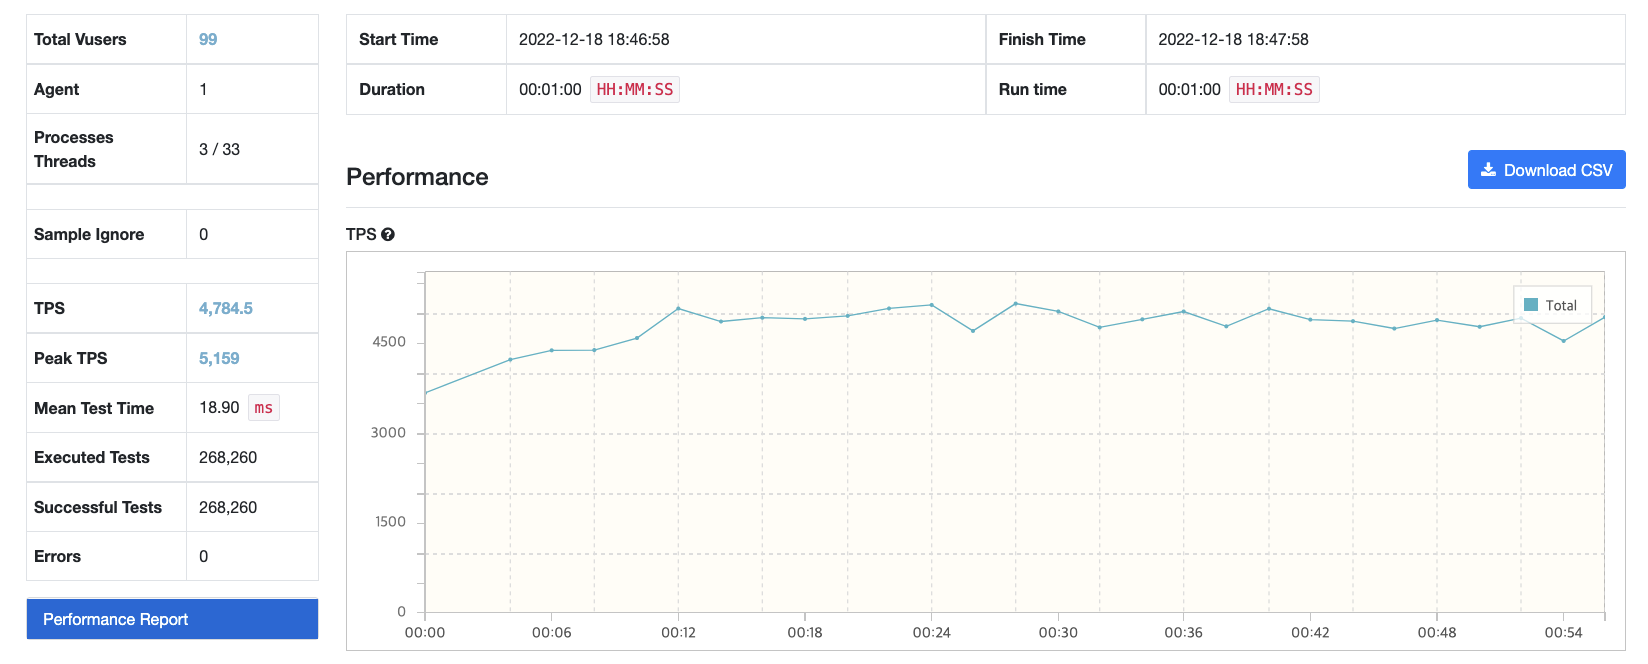 Total Vusers 99
Agent 1
Processes
Threads 3 / 33
Sample Ignore 0
TPS 4,784.5
Peak TPS 5,159
Mean Test Time 18.90 ms
Executed Tests 268,260
Successful Tests 268,260
Errors 0
Performance Report
Start Time 2022-12-18 18:46:58 Finish Time 2022-12-18 18:47:58
Duration 00:01:00 HH:MM:SS Run time 00:01:00 HH:MM:SS
Performance
Download CSV
TPS ?
Total
4500
3000
1500
0
00:00 00:06 00:12 00:18 00:24 00:30 00:36 00:42 00:48 00:54